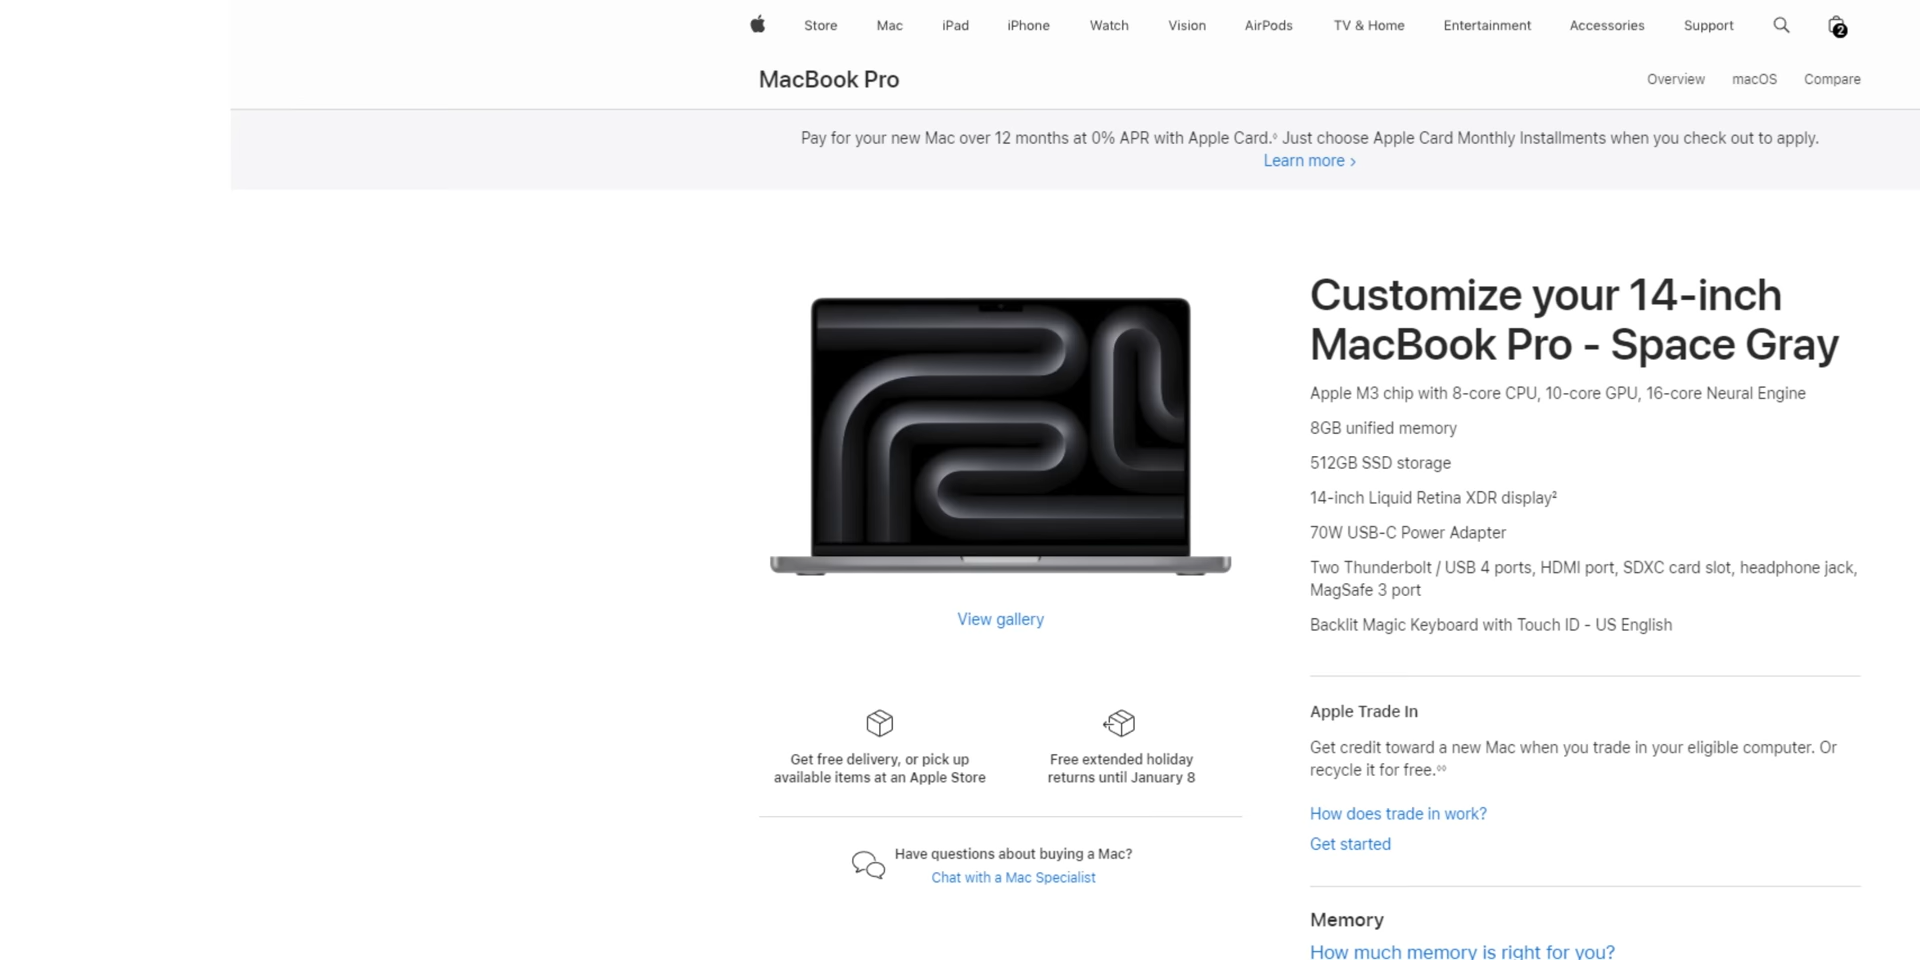 Store Mac iPad iPhone Watch Vision AirPods TV & Home Entertainment Accessories Support 2
MacBook Pro
Overview macOS Compare
Pay for your new Mac over 12 months at 0% APR with Apple Card.◊ Just choose Apple Card Monthly Installments when you check out to apply.
Learn more >
Customize your 14-inch
MacBook Pro - Space Gray
Apple M3 chip with 8-core CPU, 10-core GPU, 16-core Neural Engine
8GB unified memory
512GB SSD storage
14-inch Liquid Retina XDR display²
70W USB-C Power Adapter
Two Thunderbolt / USB 4 ports, HDMI port, SDXC card slot, headphone jack,
MagSafe 3 port
Backlit Magic Keyboard with Touch ID - US English
View gallery
Get free delivery, or pick up
available items at an Apple Store
Free extended holiday
returns until January 8
Have questions about buying a Mac?
Chat with a Mac Specialist
Apple Trade In
Get credit toward a new Mac when you trade in your eligible computer. Or
recycle it for free.◊◊
How does trade in work?
Get started
Memory
How much memory is right for you?